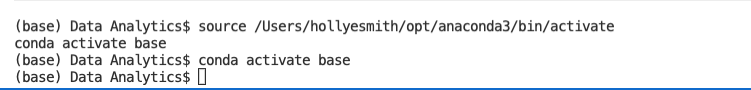 (base) Data Analytics$ source /Users/hollyesmith/opt/anaconda3/bin/activate
conda activate base
(base) Data Analytics$ conda activate base
(base) Data Analytics$